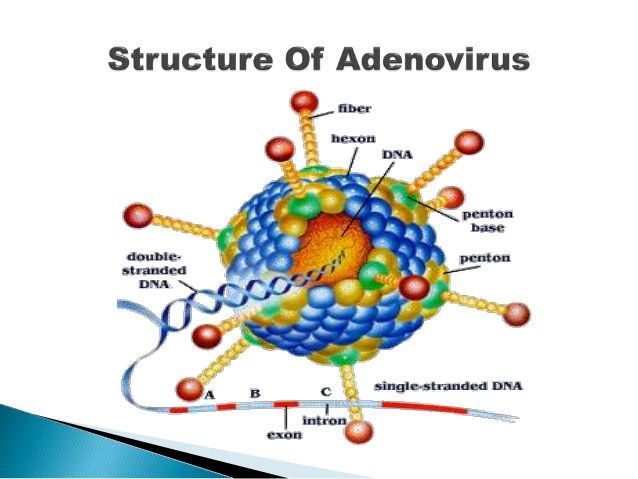 Structure Of Adenovirus
fiber
hexon
DNA
penton
base
double-
stranded
DNA
penton
A
B
C
single-stranded DNA
intron
exon